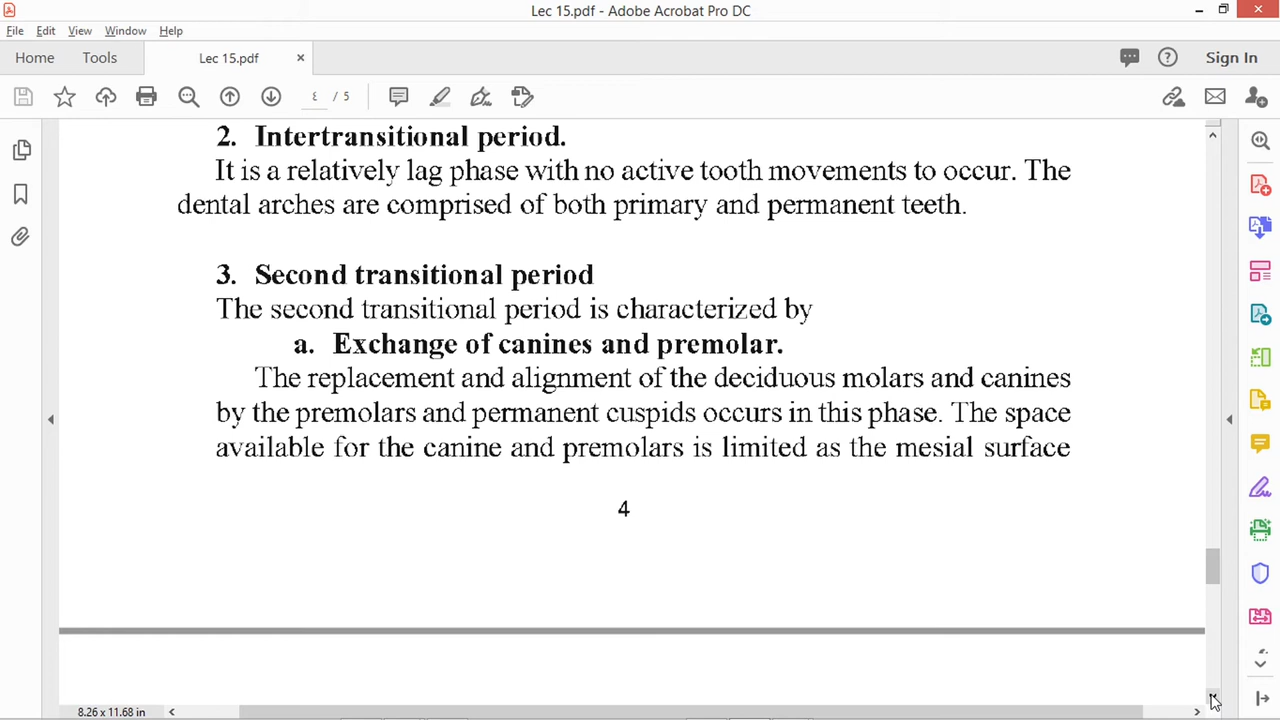 Lec 15.pdf - Adobe Acrobat Pro DC
File Edit View Window Help
Home Tools Lec 15.pdf × Sign In
٤ / 5
2. Intertransitional period.
It is a relatively lag phase with no active tooth movements to occur. The
dental arches are comprised of both primary and permanent teeth.
3. Second transitional period
The second transitional period is characterized by
a. Exchange of canines and premolar.
The replacement and alignment of the deciduous molars and canines
by the premolars and permanent cuspids occurs in this phase. The space
available for the canine and premolars is limited as the mesial surface
4
8.26 x 11.68 in